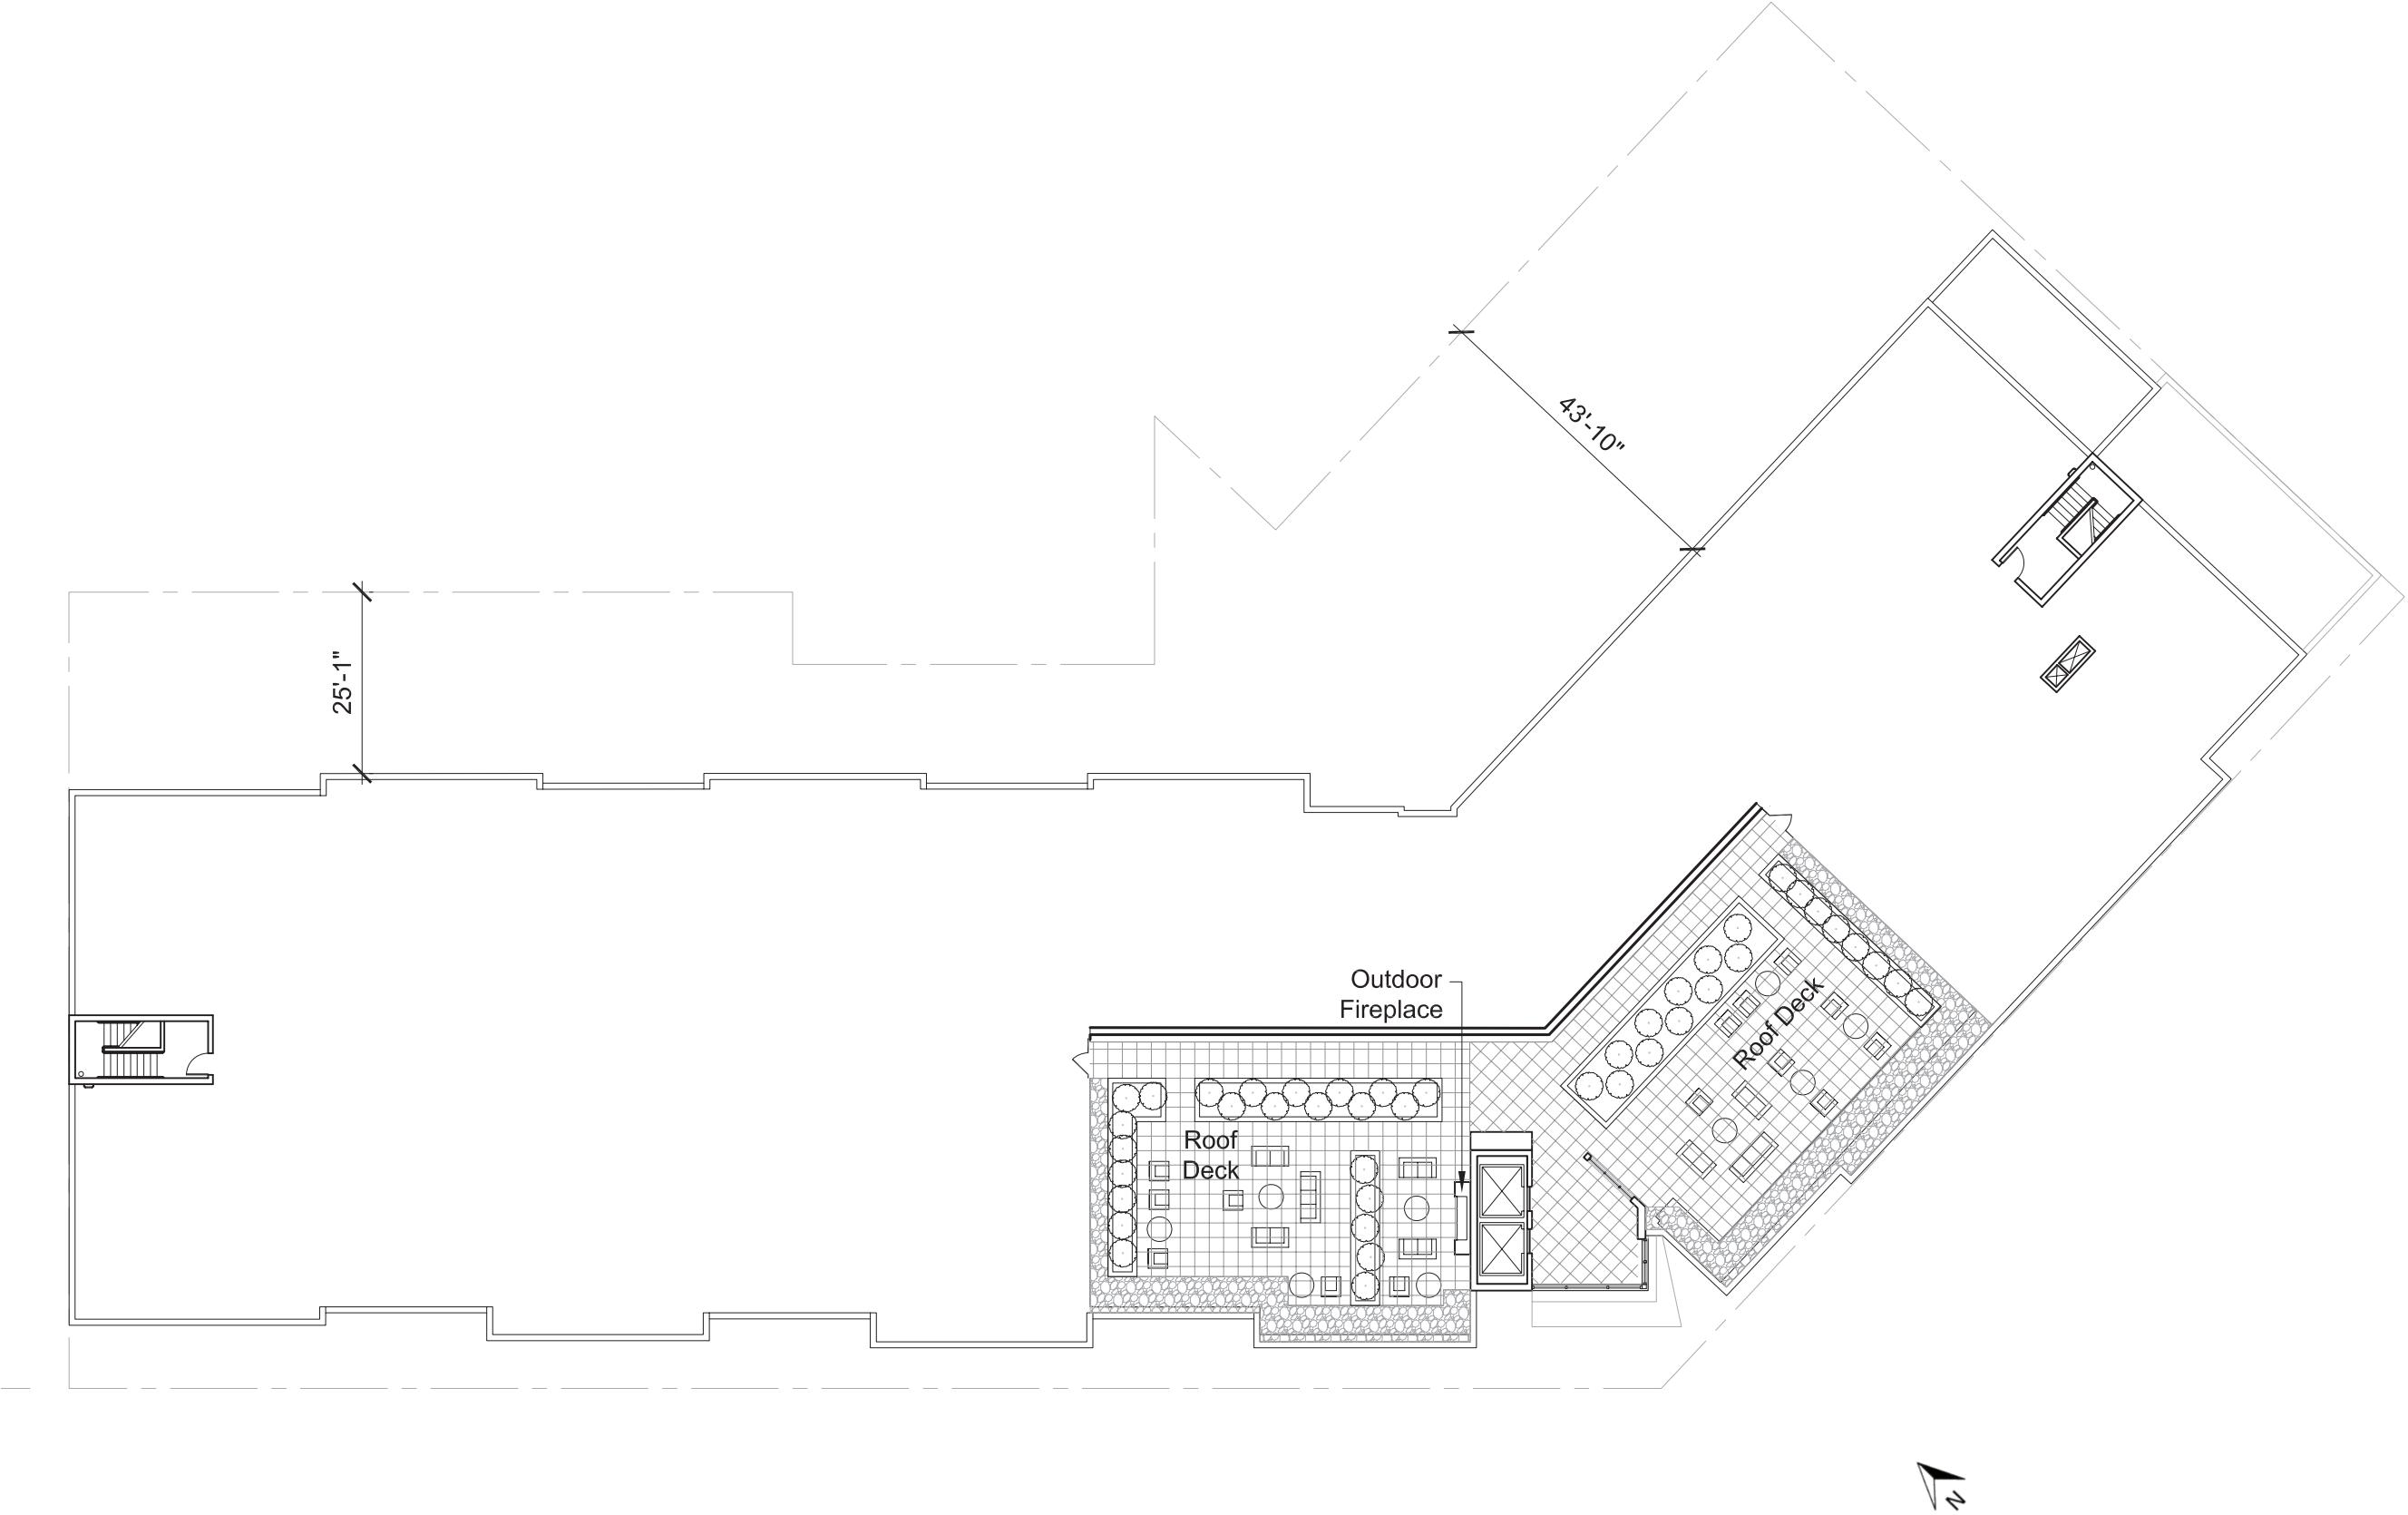 43'-10"
25'-1"
Outdoor
Fireplace
Roof Deck
Roof
Deck
N